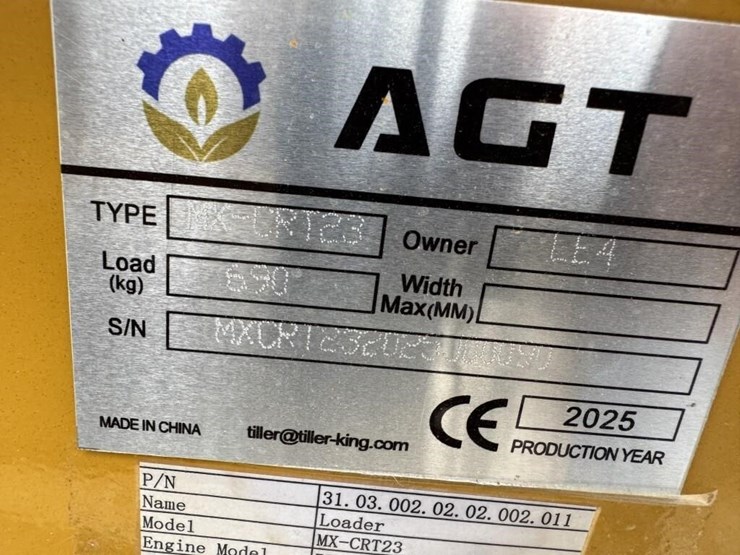 AGT
TYPE MX-CRT23 Owner LE4
Load (kg) 690 Width Max(MM)
S/N
MADE IN CHINA tiller@tiller-king.com CE 2025 PRODUCTION YEAR
P/N 31.03.002.02.02.002.011
Name Loader
Model MX-CRT23
Engine Model